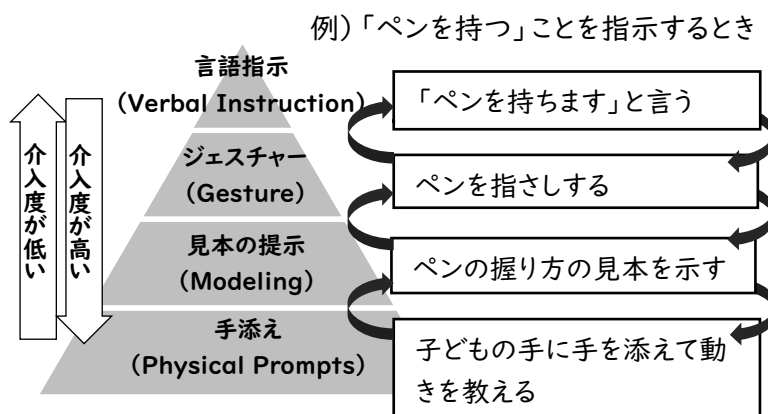 例)「ペンを持つ」ことを指示するとき
言語指示
(Verbal Instruction)
「ペンを持ちます」と言う
ジェスチャー
(Gesture)
ペンを指さしする
見本の提示
(Modeling)
ペンの握り方の見本を示す
手添え
(Physical Prompts)
子どもの手に手を添えて動
きを教える
介入度が低い
介入度が高い